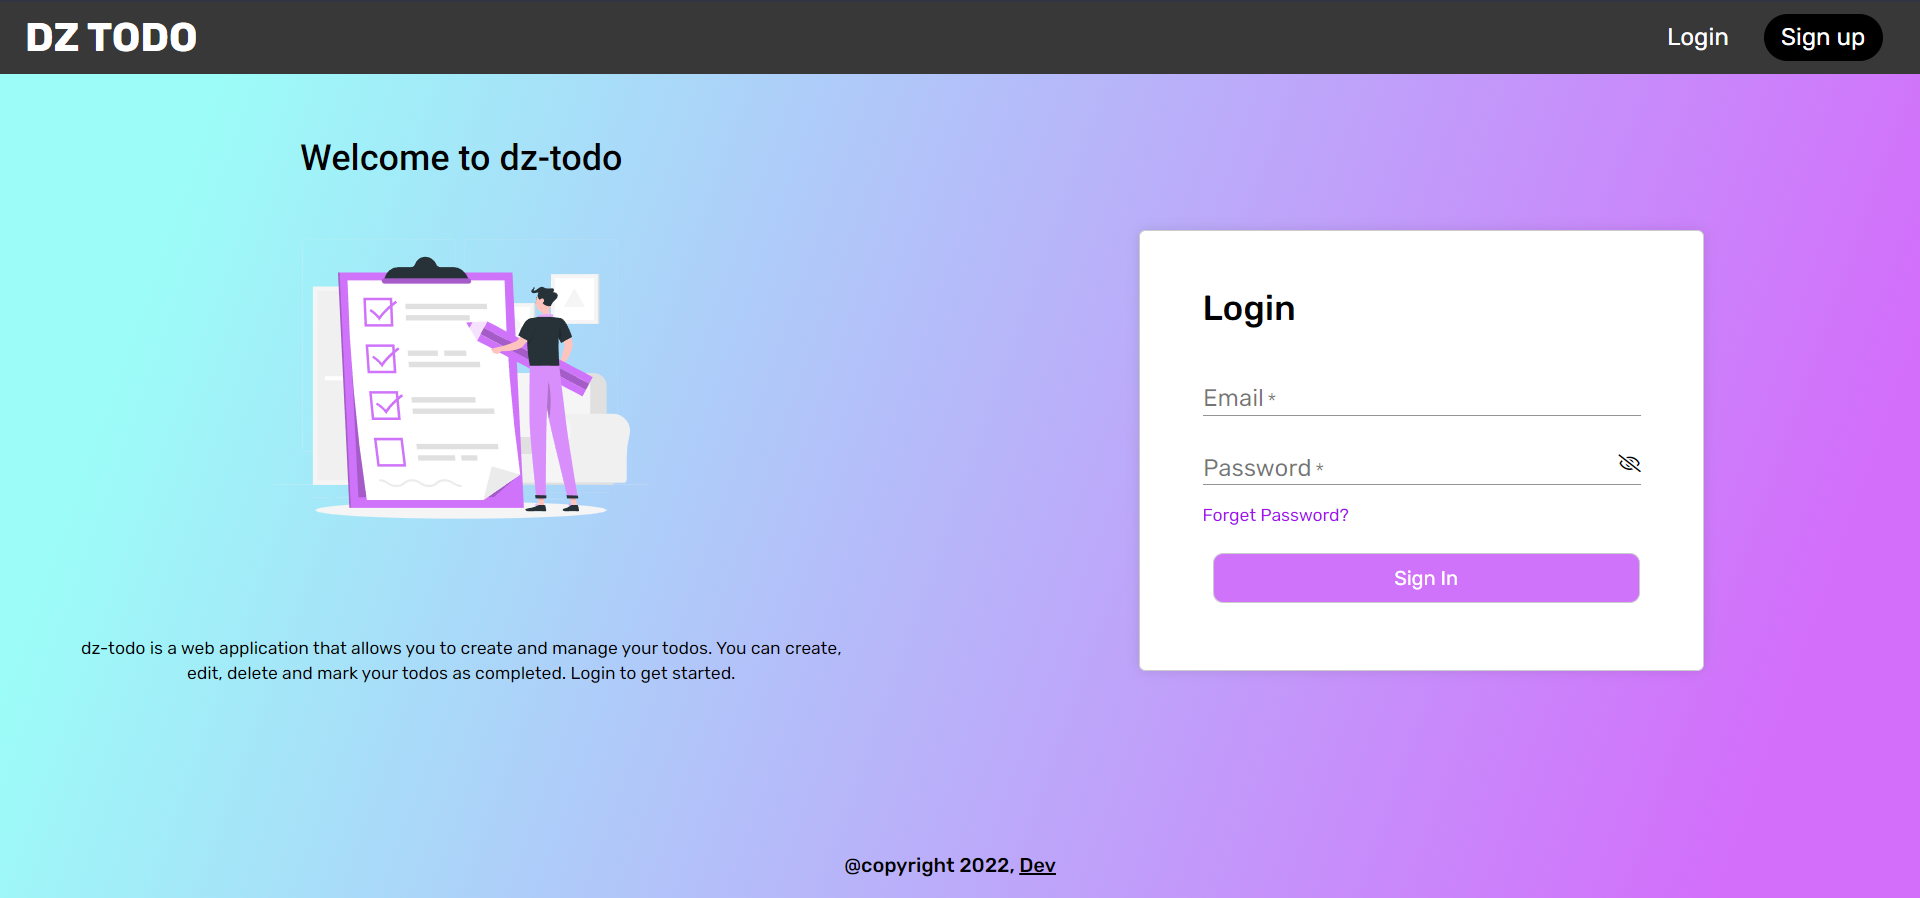 DZ TODO
Login
Sign up
Welcome to dz-todo
dz-todo is a web application that allows you to create and manage your todos. You can create,
edit, delete and mark your todos as completed. Login to get started.
Login
Email *
Password *
Forget Password?
Sign In
@copyright 2022, Dev